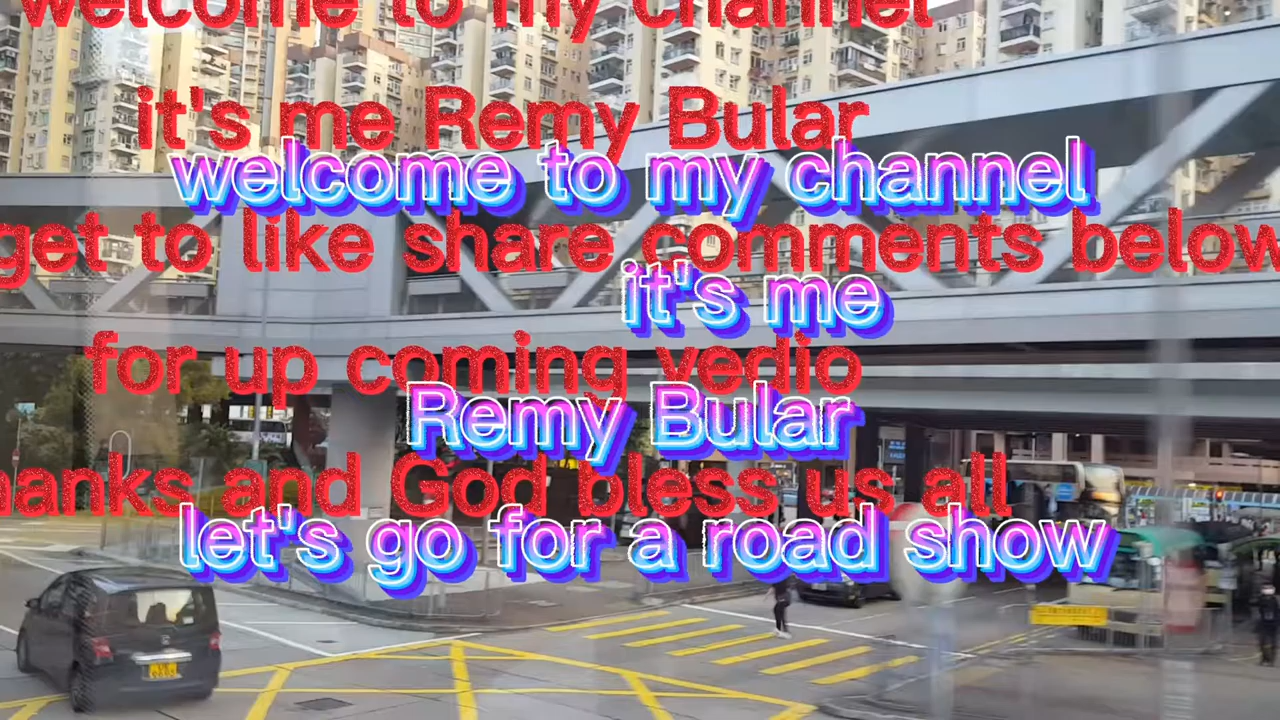 welcome to my channel
it's me Remy Bular
welcome to my channel
get to like share comments below
it's me
for up coming vedio
Remy Bular
hanks and God bless us all
let's go for a road show